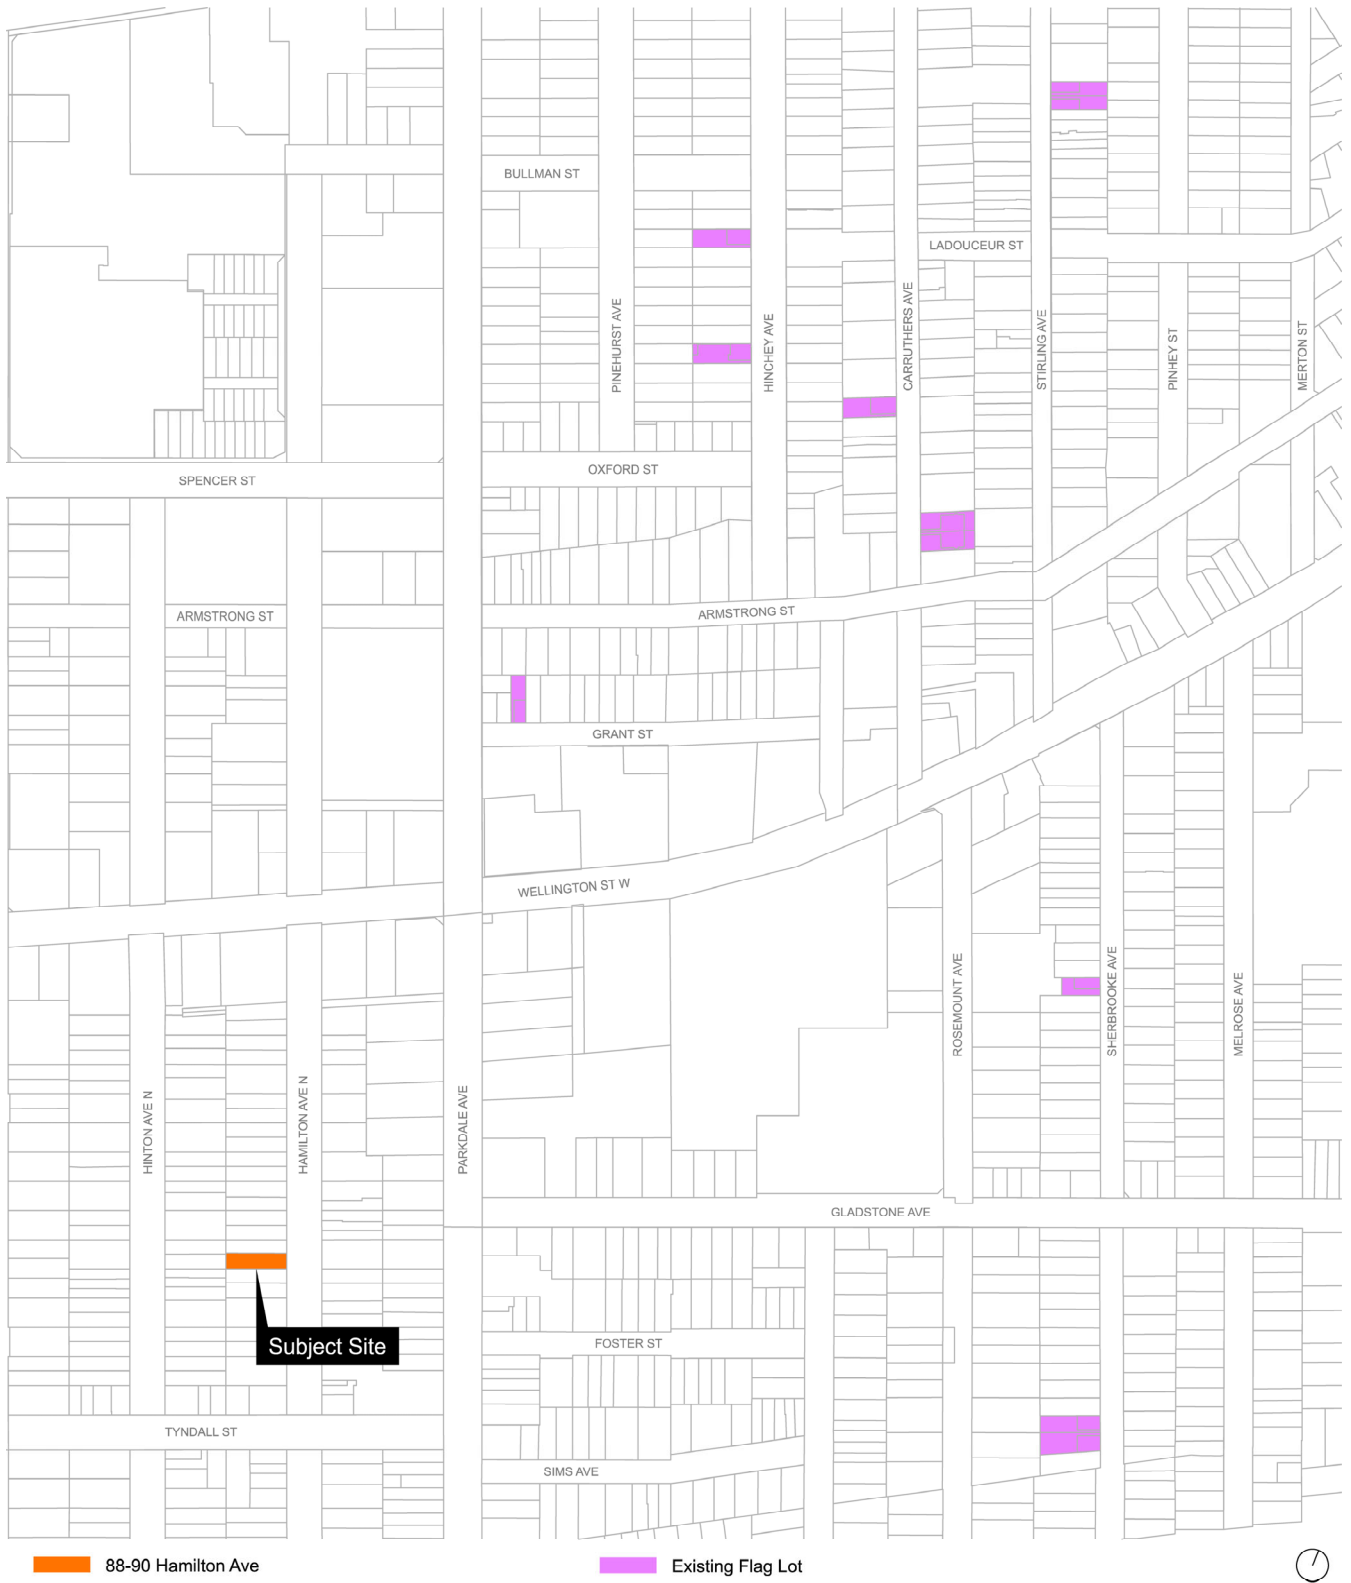 BULLMAN ST
LADOUCEUR ST
PINEHURST AVE
HINCHEY AVE
CARRUTHERS AVE
STIRLING AVE
PINHEY ST
MERTON ST
OXFORD ST
SPENCER ST
ARMSTRONG ST
ARMSTRONG ST
GRANT ST
WELLINGTON ST W
ROSEMOUNT AVE
SHERBROOKE AVE
MELROSE AVE
HINTON AVE N
HAMILTON AVE N
PARKDALE AVE
GLADSTONE AVE
Subject Site
FOSTER ST
TYNDALL ST
SIMS AVE
88-90 Hamilton Ave
Existing Flag Lot